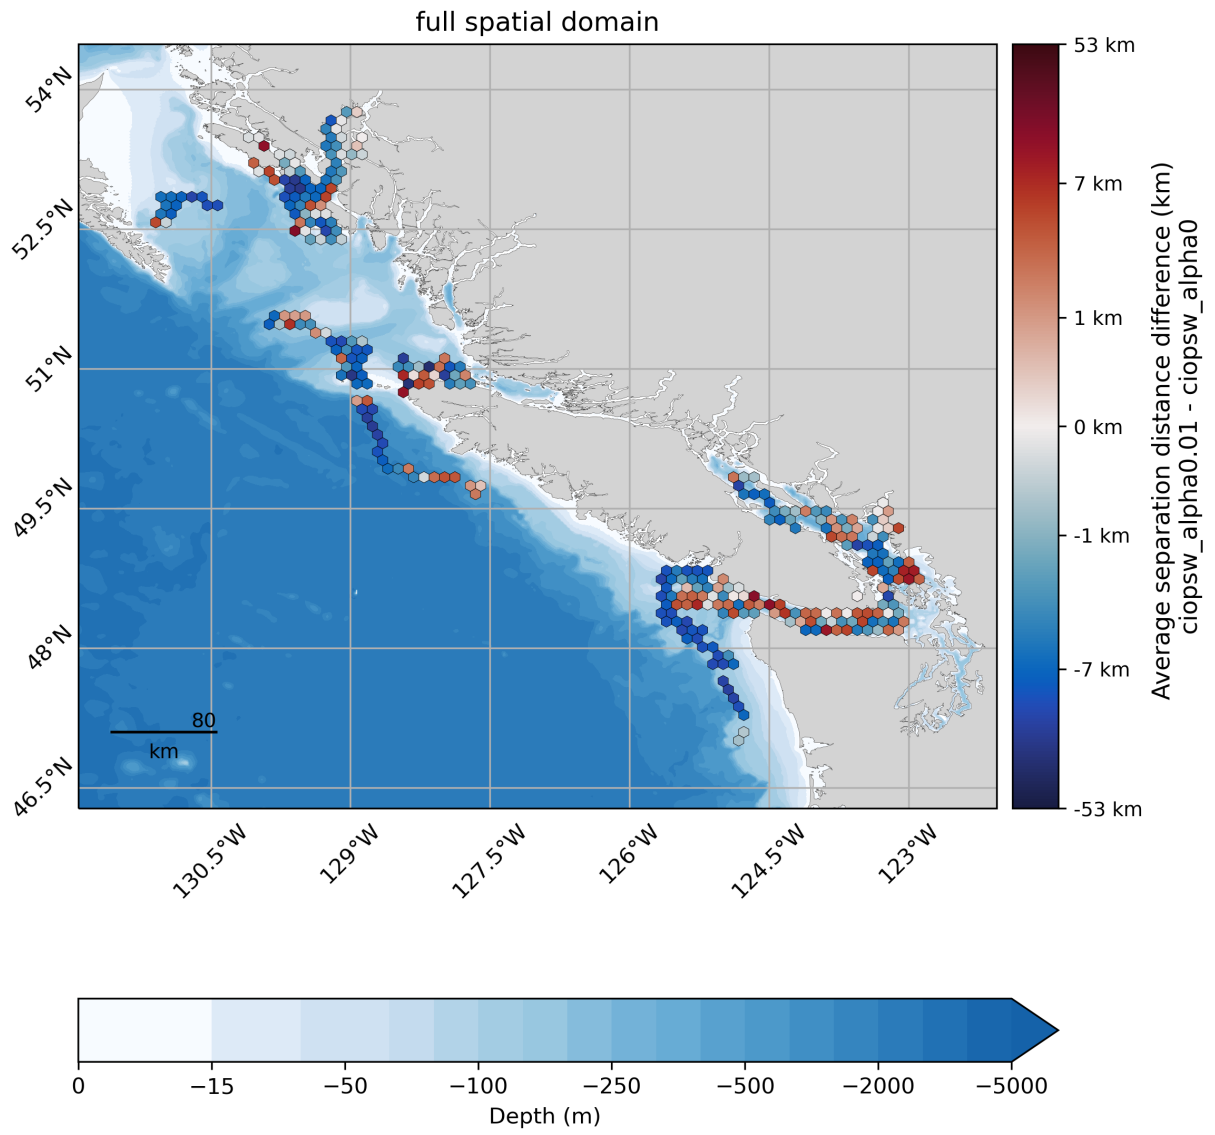 full spatial domain
54°N
52.5°N
51°N
49.5°N
48°N
46.5°N
80
km
130.5°W
129°W
127.5°W
126°W
124.5°W
123°W
53 km
7 km
1 km
0 km
-1 km
-7 km
-53 km
Average separation distance difference (km)
ciopsw_alpha0.01 - ciopsw_alpha0
0
−15
−50
−100
−250
−500
−2000
−5000
Depth (m)